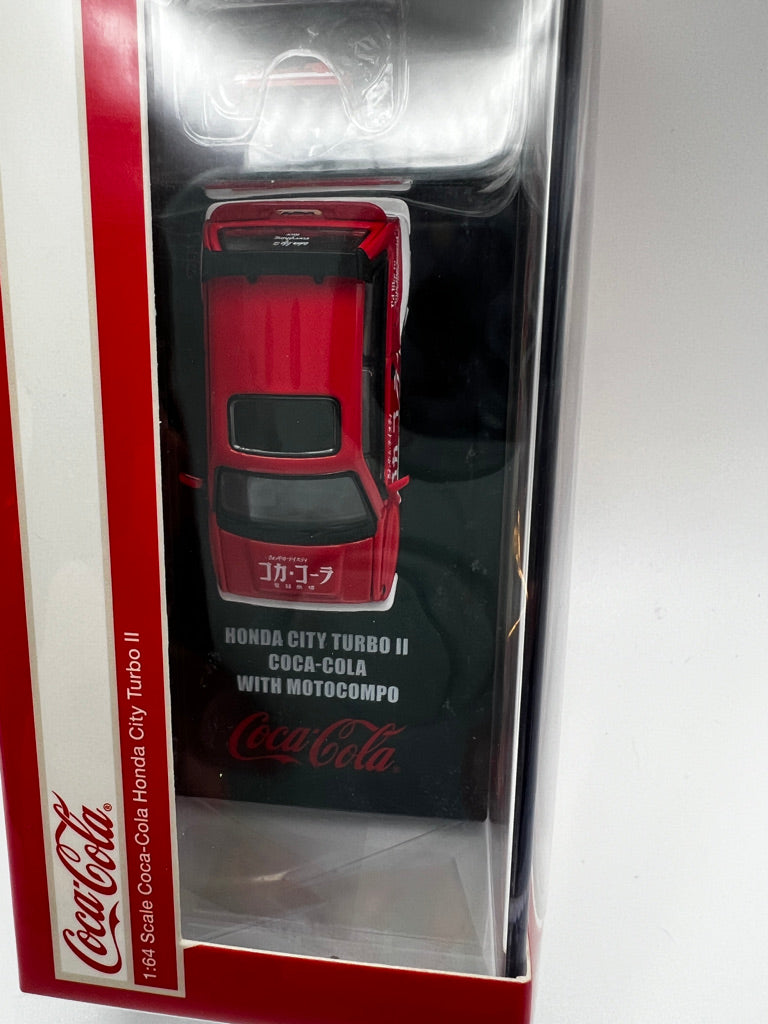 コカ・コーラ
HONDA CITY TURBO II
COCA-COLA
WITH MOTOCOMPO
Coca-Cola
Coca-Cola®
1:64 Scale Coca-Cola Honda City Turbo II